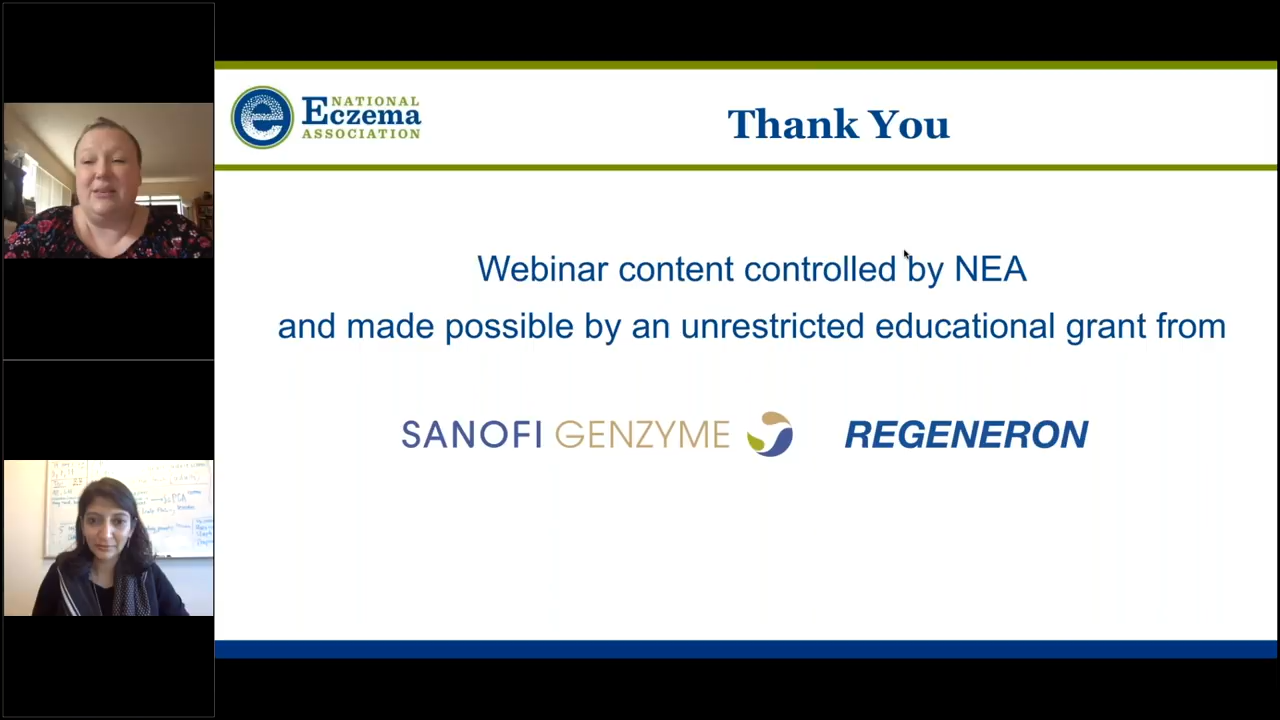 NATIONAL
Eczema
ASSOCIATION
Thank You
Webinar content controlled by NEA
and made possible by an unrestricted educational grant from
SANOFI GENZYME
REGENERON